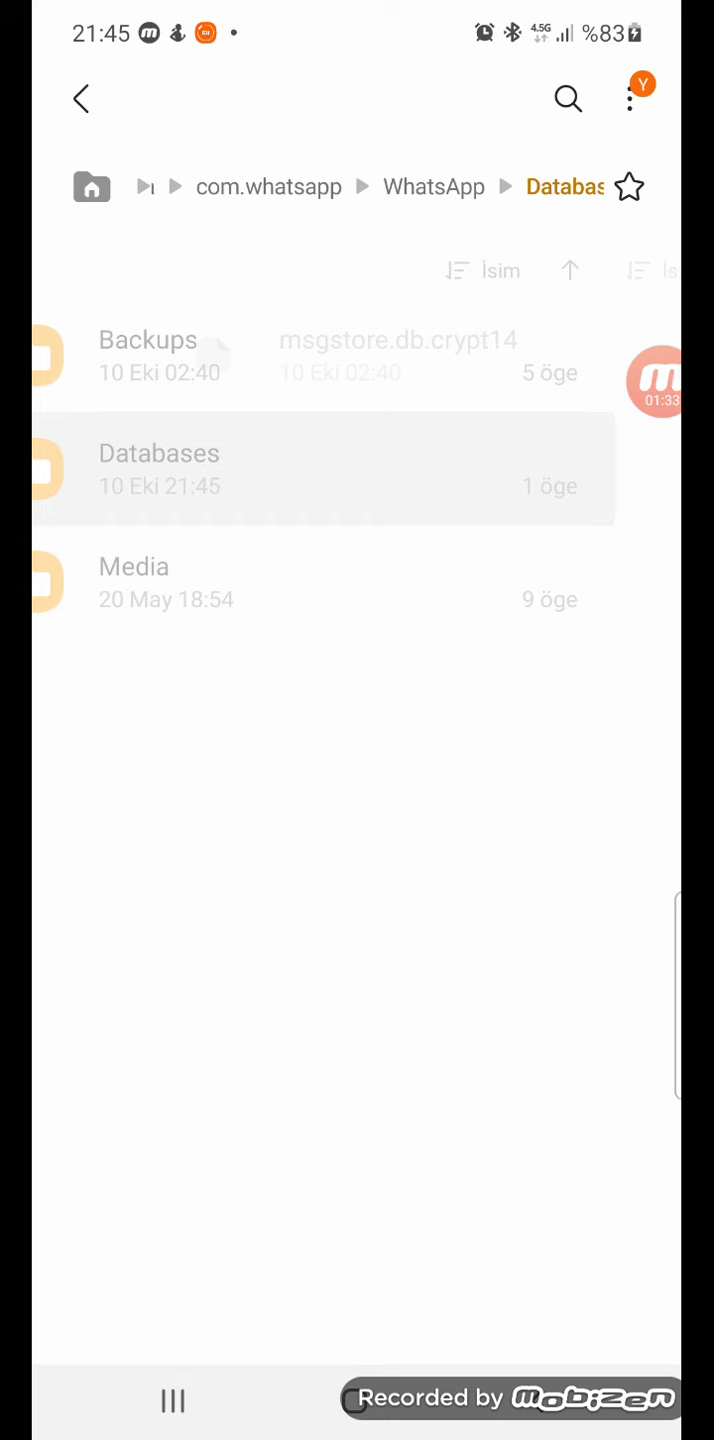 21:45 4.5G %83
Y
com.whatsapp WhatsApp Databas
İsim İs
Backups msgstore.db.crypt14
10 Eki 02:40 10 Eki 02:40 5 öge
01:33
Databases
10 Eki 21:45 1 öge
Media
20 May 18:54 9 öge
Recorded by mobizen